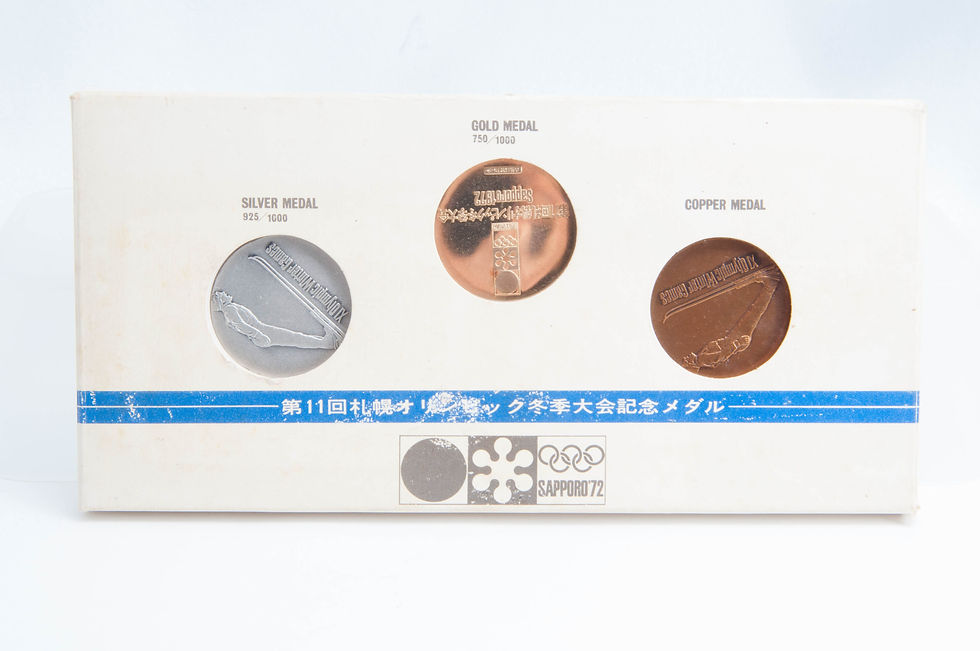 GOLD MEDAL
750/1000
Sapporo1972
SILVER MEDAL
925/1000
COPPER MEDAL
XI Olympic Winter Games
XI Olympic Winter Games
第11回札幌オリンピック冬季大会記念メダル
SAPPORO'72